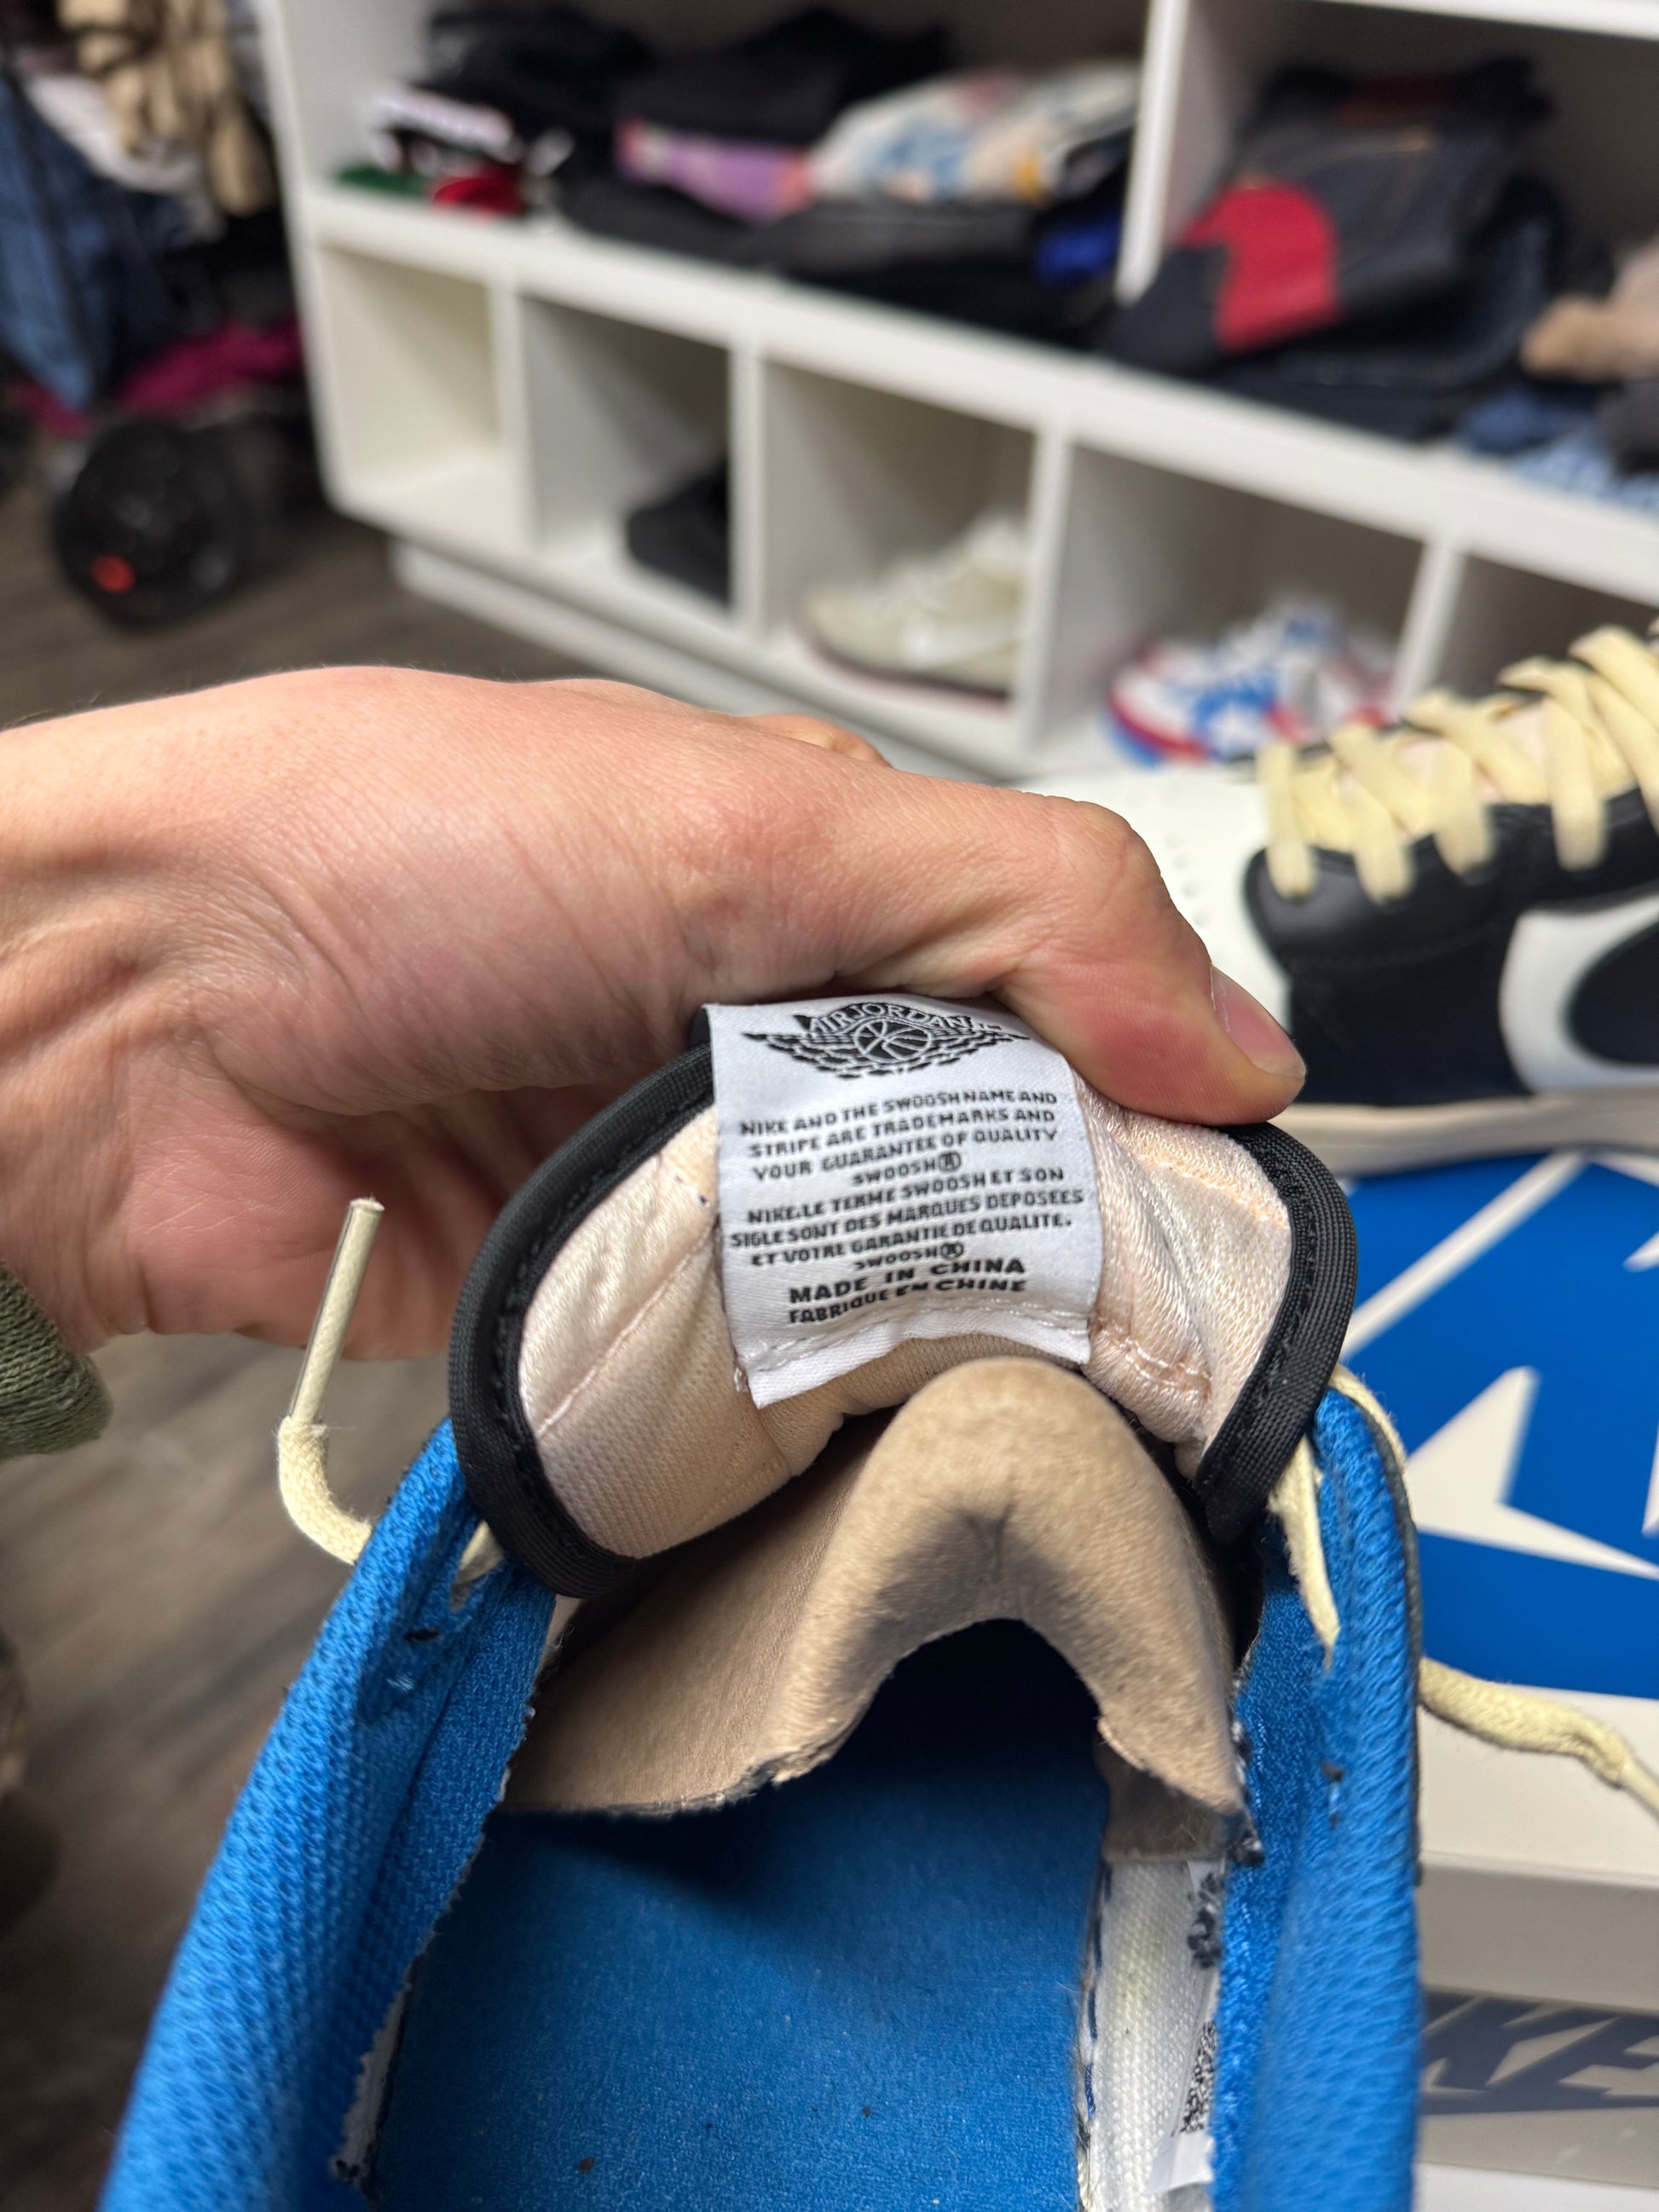 AIR JORDAN
NIKE AND THE SWOOSH NAME AND
STRIPE ARE TRADEMARKS AND
YOUR GUARANTEE OF QUALITY
SWOOSH®
NIKE:LE TERME SWOOSH ET SON
SIGLE SONT DES MARQUES DEPOSEES
ET VOTRE GARANTIE DE QUALITE.
SWOOSH®
MADE IN CHINA
FABRIQUE EN CHINE